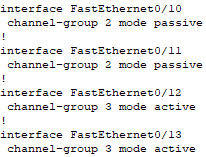 interface FastEthernet0/10
 channel-group 2 mode passive
!
interface FastEthernet0/11
 channel-group 2 mode passive
!
interface FastEthernet0/12
 channel-group 3 mode active
!
interface FastEthernet0/13
 channel-group 3 mode active